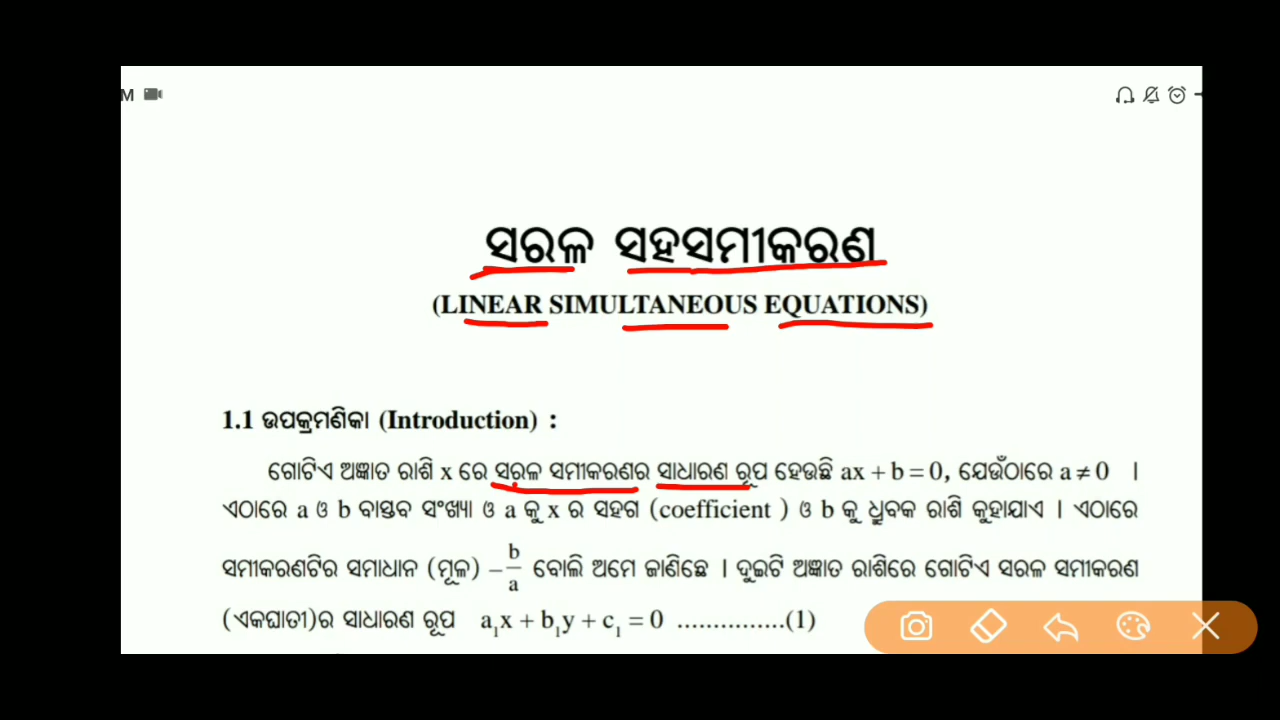 M
ସରଳ ସହସମୀକରଣ
(LINEAR SIMULTANEOUS EQUATIONS)
1.1 ଉପକ୍ରମଣିକା (Introduction) :
ଗୋଟିଏ ଅଜ୍ଞାତ ରାଶି x ରେ ସରଳ ସମୀକରଣର ସାଧାରଣ ରୂପ ହେଉଛି ax + b = 0, ଯେଉଁଠାରେ a ≠ 0 ।
ଏଠାରେ a ଓ b ବାସ୍ତବ ସଂଖ୍ୟା ଓ a କୁ x ର ସହଗ (coefficient ) ଓ b କୁ ଧ୍ରୁବକ ରାଶି କୁହାଯାଏ । ଏଠାରେ
ସମୀକରଣଟିର ସମାଧାନ (ମୂଳ) –b/a ବୋଲି ଅମେ ଜାଣିଛେ । ଦୁଇଟି ଅଜ୍ଞାତ ରାଶିରେ ଗୋଟିଏ ସରଳ ସମୀକରଣ
(ଏକଘାତୀ)ର ସାଧାରଣ ରୂପ a₁x + b₁y + c₁ = 0 ...............(1)